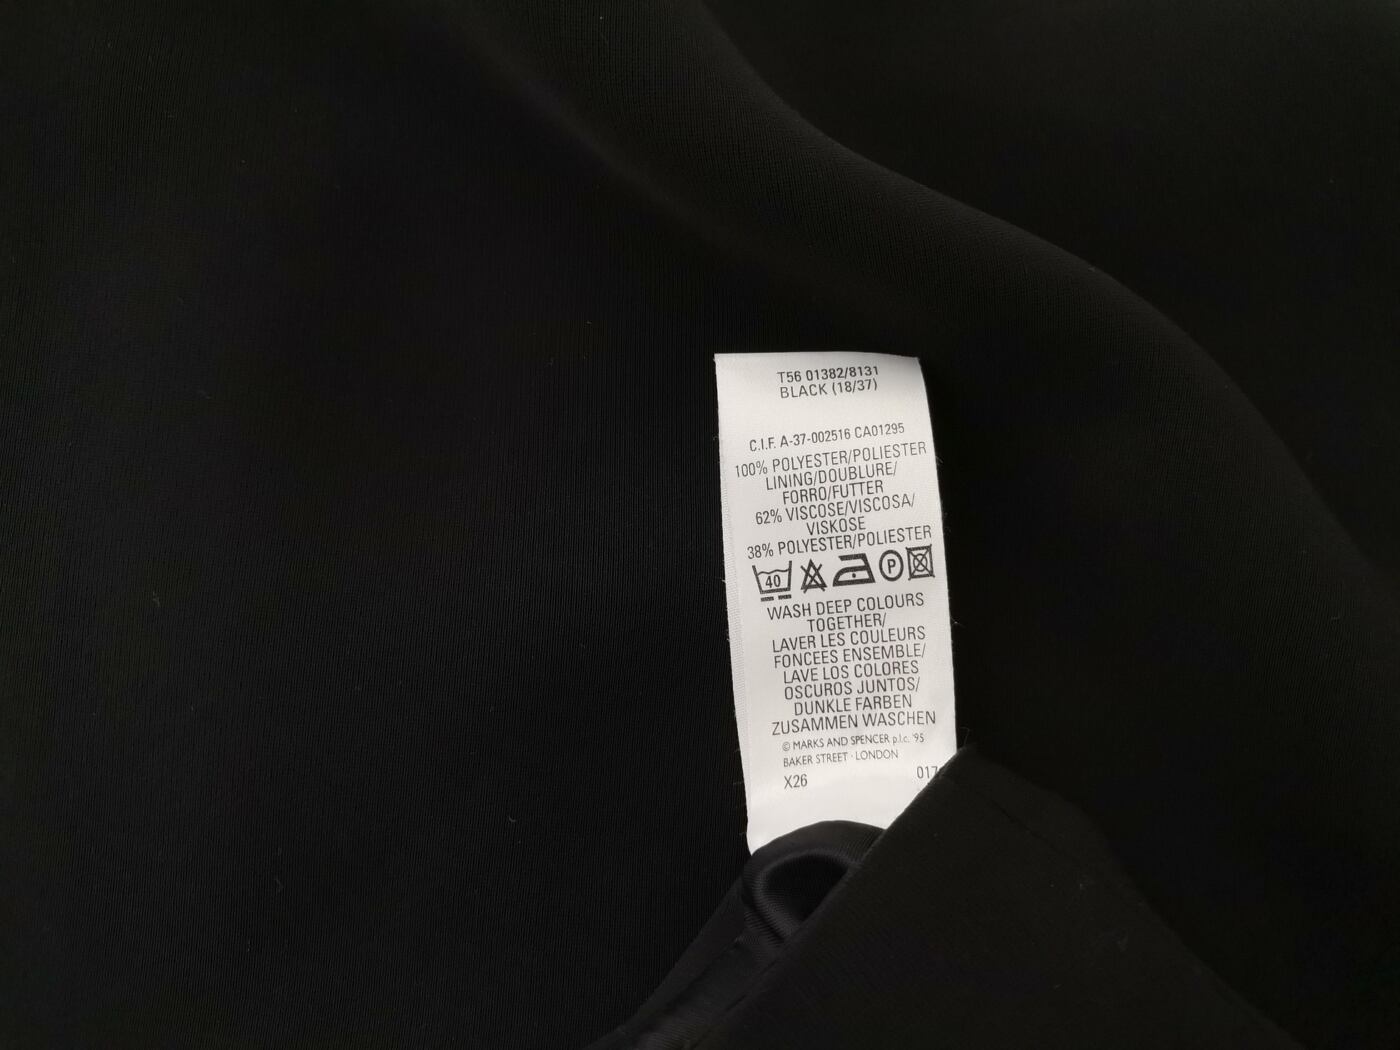 T56 01382/8131
BLACK (18/37)
C.I.F. A-37-002516 CA01295
100% POLYESTER/POLIESTER
LINING/DOUBLURE/
FORRO/FUTTER
62% VISCOSE/VISCOSA/
VISKOSE
38% POLYESTER/POLIESTER
40 P
WASH DEEP COLOURS
TOGETHER/
LAVER LES COULEURS
FONCEES ENSEMBLE/
LAVE LOS COLORES
OSCUROS JUNTOS/
DUNKLE FARBEN
ZUSAMMEN WASCHEN
© MARKS AND SPENCER p.l.c. '95
BAKER STREET · LONDON
X26 017